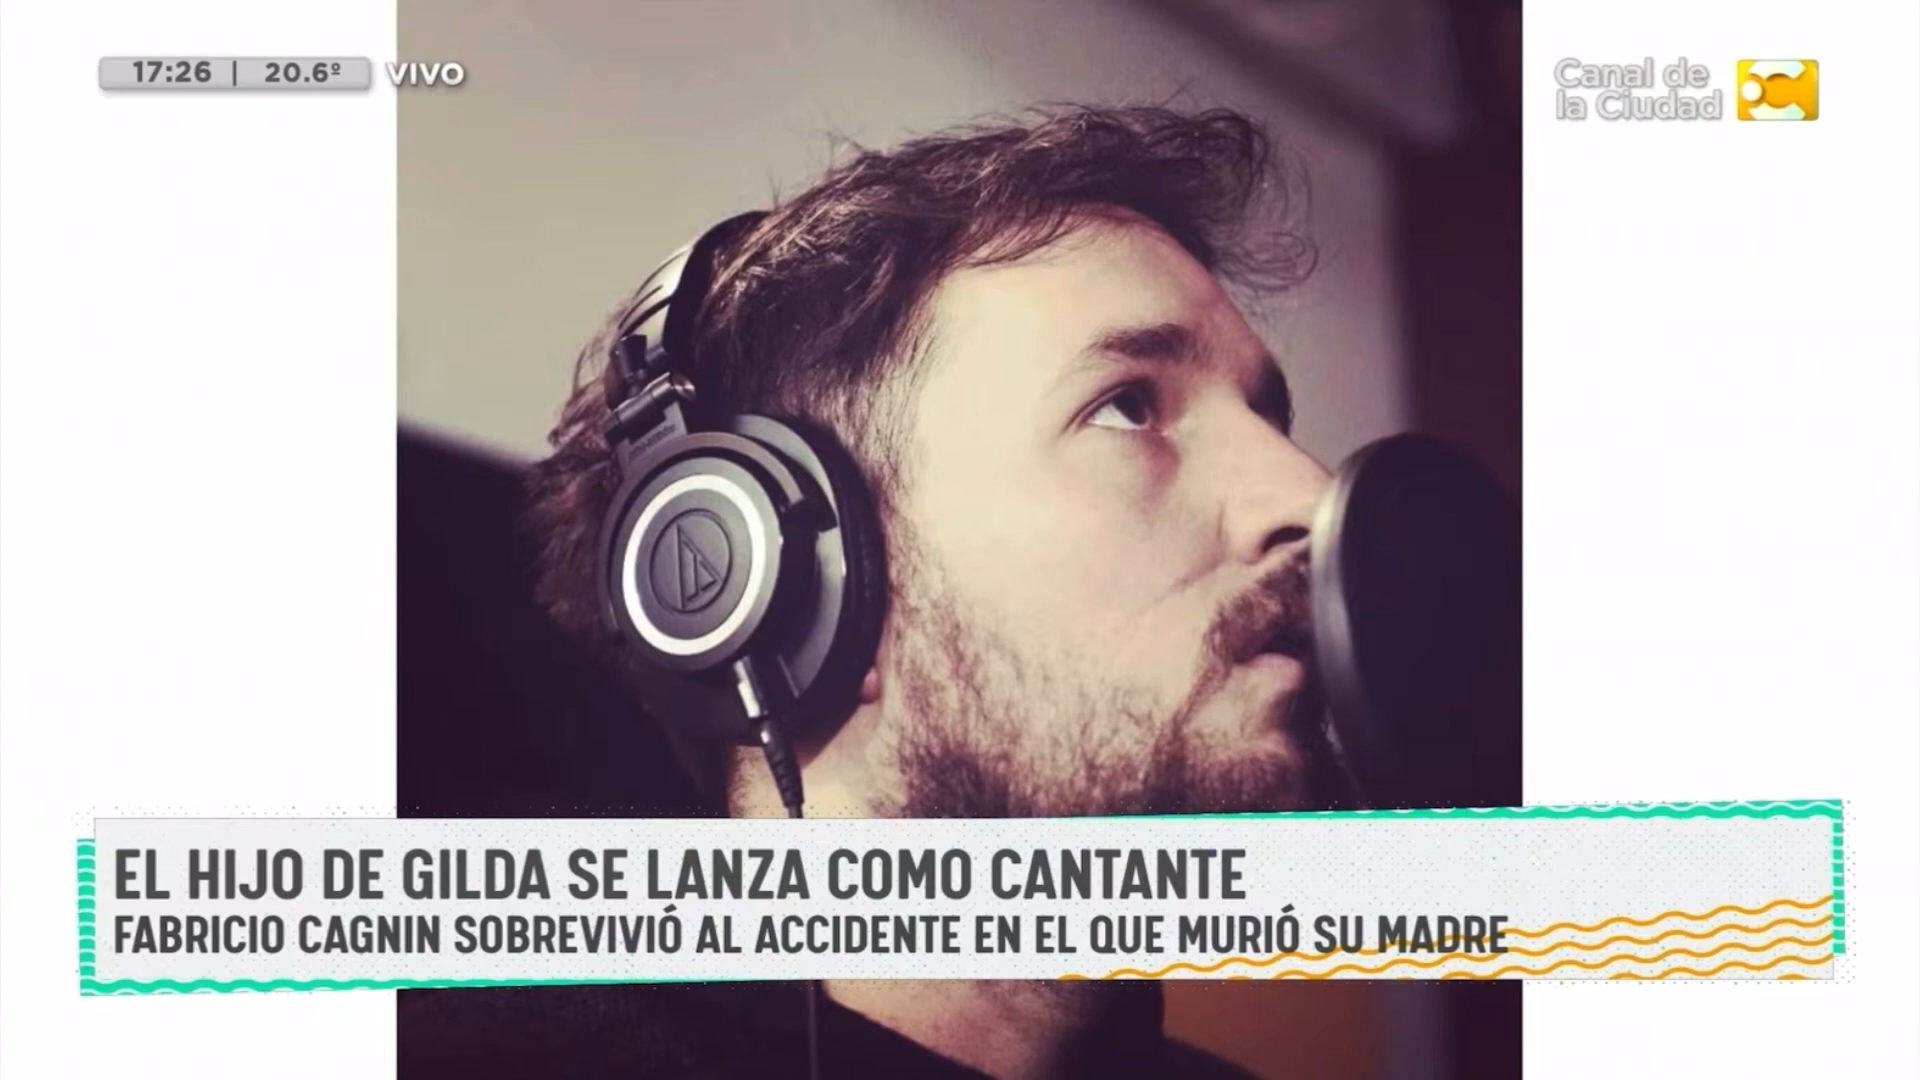 17:26 | 20.6º VIVO
Canal de
la Ciudad
EL HIJO DE GILDA SE LANZA COMO CANTANTE
FABRICIO CAGNIN SOBREVIVIÓ AL ACCIDENTE EN EL QUE MURIÓ SU MADRE